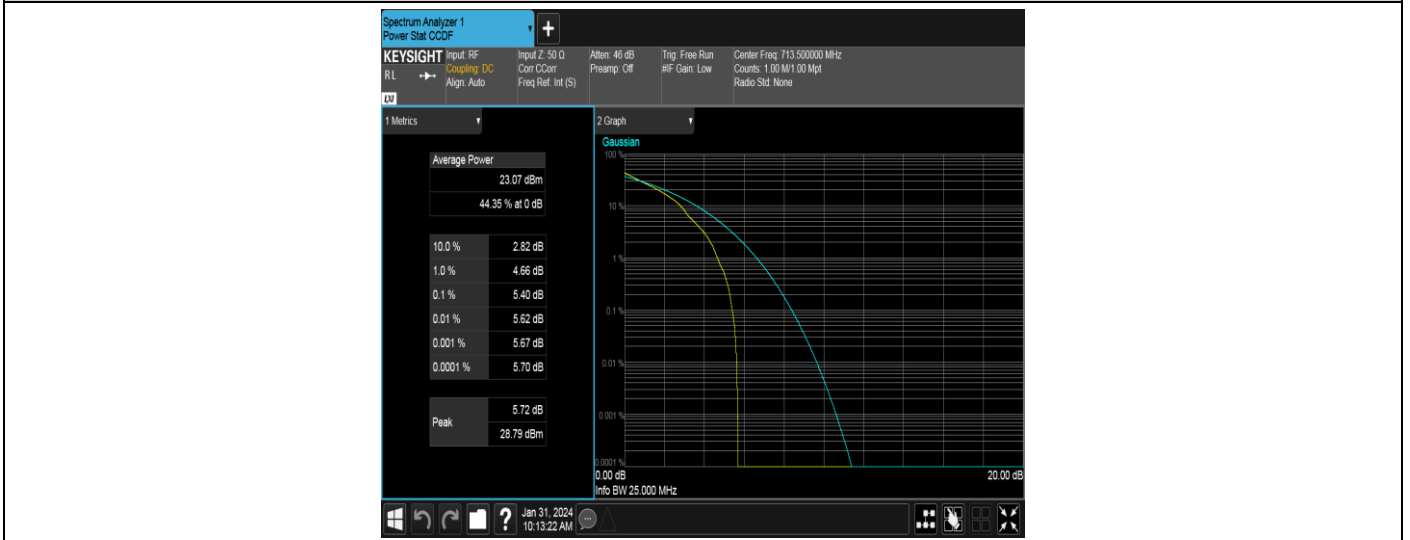 Spectrum Analyzer 1
Power Stat CCDF
+
KEYSIGHT Input: RF Input Z: 50 Ω Atten: 46 dB Trig: Free Run Center Freq: 713.500000 MHz
RL Coupling: DC Corr CCorr Preamp: Off #IF Gain: Low Counts: 1.00 M/1.00 Mpt
Align: Auto Freq Ref: Int (S) Radio Std: None
LXI
1 Metrics
Average Power
23.07 dBm
44.35 % at 0 dB
10.0 % 2.82 dB
1.0 % 4.66 dB
0.1 % 5.40 dB
0.01 % 5.62 dB
0.001 % 5.67 dB
0.0001 % 5.70 dB
Peak 5.72 dB
28.79 dBm
2 Graph
Gaussian
100 %
10 %
1 %
0.1 %
0.01 %
0.001 %
0.0001 %
0.00 dB 20.00 dB
Info BW 25.000 MHz
? Jan 31, 2024
10:13:22 AM